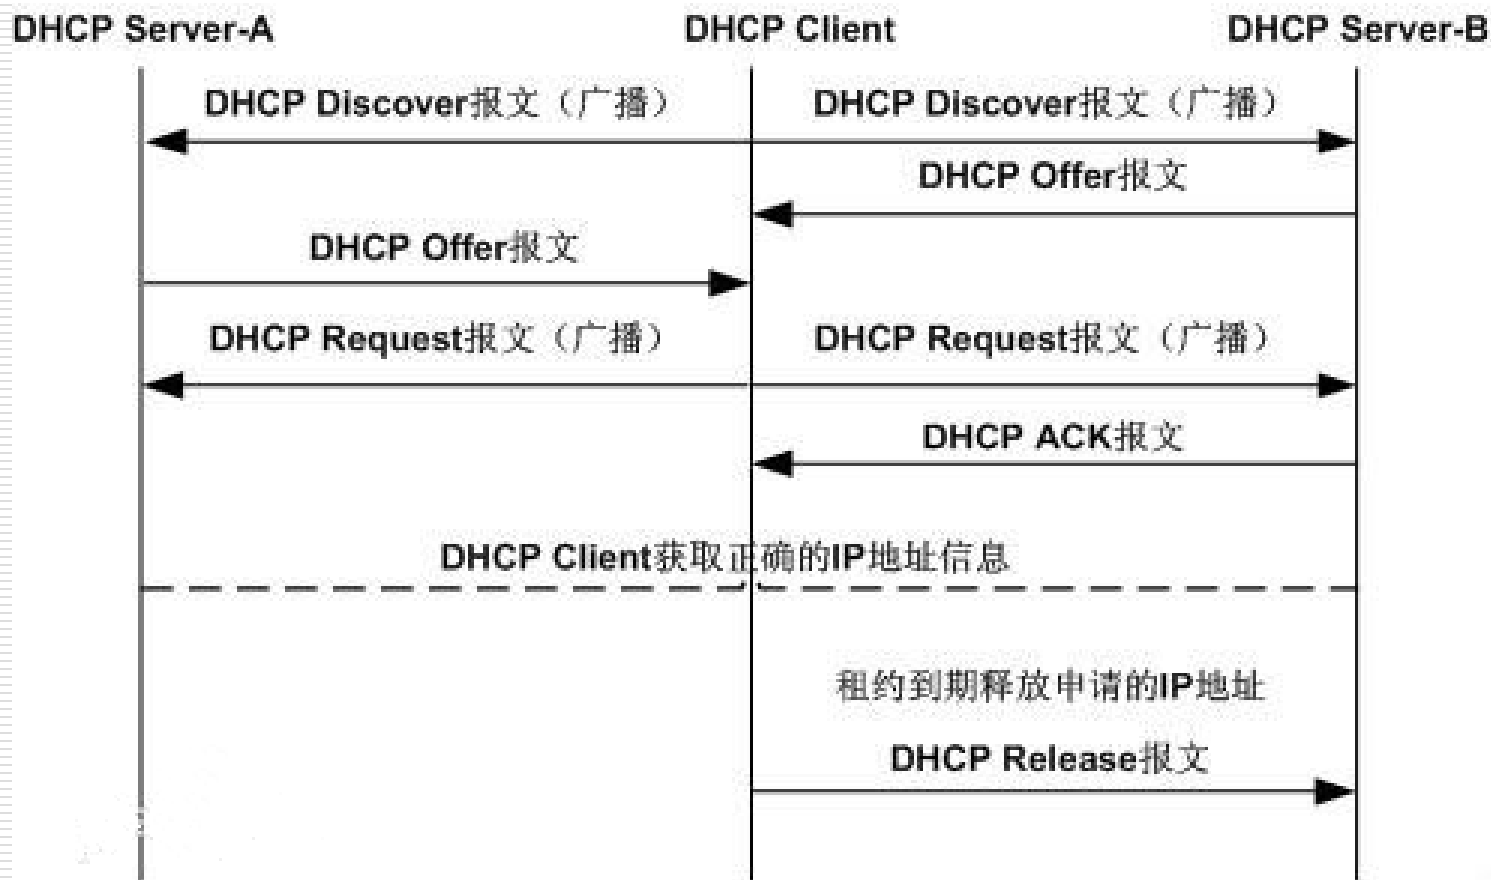 DHCP Server-A
DHCP Client
DHCP Server-B
DHCP Discover报文（广播）
DHCP Discover报文（广播）
DHCP Offer报文
DHCP Offer报文
DHCP Request报文（广播）
DHCP Request报文（广播）
DHCP ACK报文
DHCP Client获取正确的IP地址信息
租约到期释放申请的IP地址
DHCP Release报文